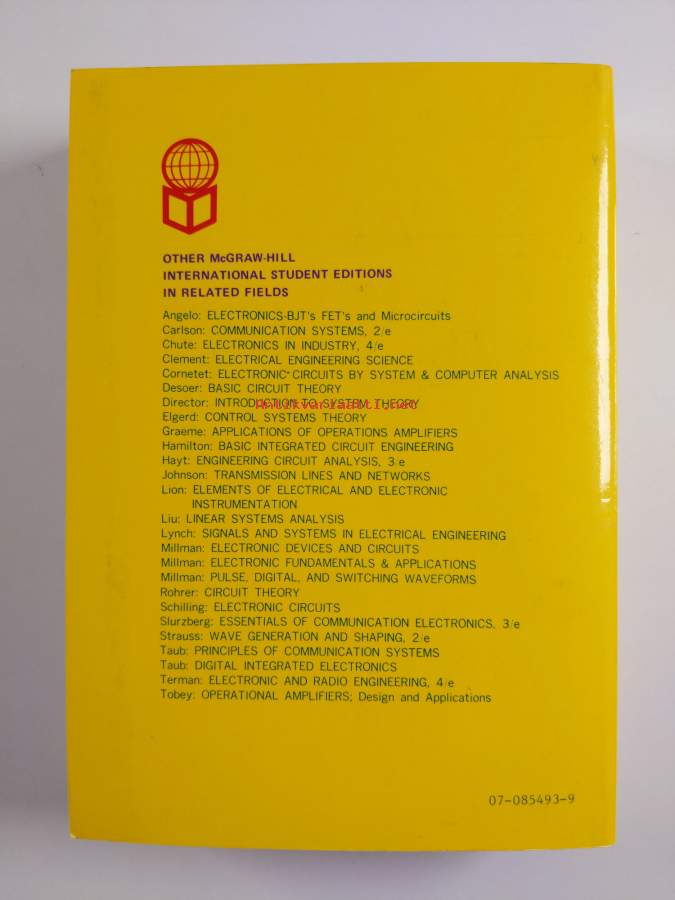 OTHER McGRAW-HILL
INTERNATIONAL STUDENT EDITIONS
IN RELATED FIELDS
Angelo: ELECTRONICS-BJT's FET's and Microcircuits
Carlson: COMMUNICATION SYSTEMS, 2/e
Chute: ELECTRONICS IN INDUSTRY, 4/e
Clement: ELECTRICAL ENGINEERING SCIENCE
Cornetet: ELECTRONIC CIRCUITS BY SYSTEM & COMPUTER ANALYSIS
Desoer: BASIC CIRCUIT THEORY
Director: INTRODUCTION TO SYSTEM THEORY
Antikvariaatti.net
Elgerd: CONTROL SYSTEMS THEORY
Graeme: APPLICATIONS OF OPERATIONS AMPLIFIERS
Hamilton: BASIC INTEGRATED CIRCUIT ENGINEERING
Hayt: ENGINEERING CIRCUIT ANALYSIS, 3/e
Johnson: TRANSMISSION LINES AND NETWORKS
Lion: ELEMENTS OF ELECTRICAL AND ELECTRONIC
INSTRUMENTATION
Liu: LINEAR SYSTEMS ANALYSIS
Lynch: SIGNALS AND SYSTEMS IN ELECTRICAL ENGINEERING
Millman: ELECTRONIC DEVICES AND CIRCUITS
Millman: ELECTRONIC FUNDAMENTALS & APPLICATIONS
Millman: PULSE, DIGITAL, AND SWITCHING WAVEFORMS
Rohrer: CIRCUIT THEORY
Schilling: ELECTRONIC CIRCUITS
Slurzberg: ESSENTIALS OF COMMUNICATION ELECTRONICS, 3/e
Strauss: WAVE GENERATION AND SHAPING, 2/e
Taub: PRINCIPLES OF COMMUNICATION SYSTEMS
Taub: DIGITAL INTEGRATED ELECTRONICS
Terman: ELECTRONIC AND RADIO ENGINEERING, 4/e
Tobey: OPERATIONAL AMPLIFIERS; Design and Applications
07-085493-9